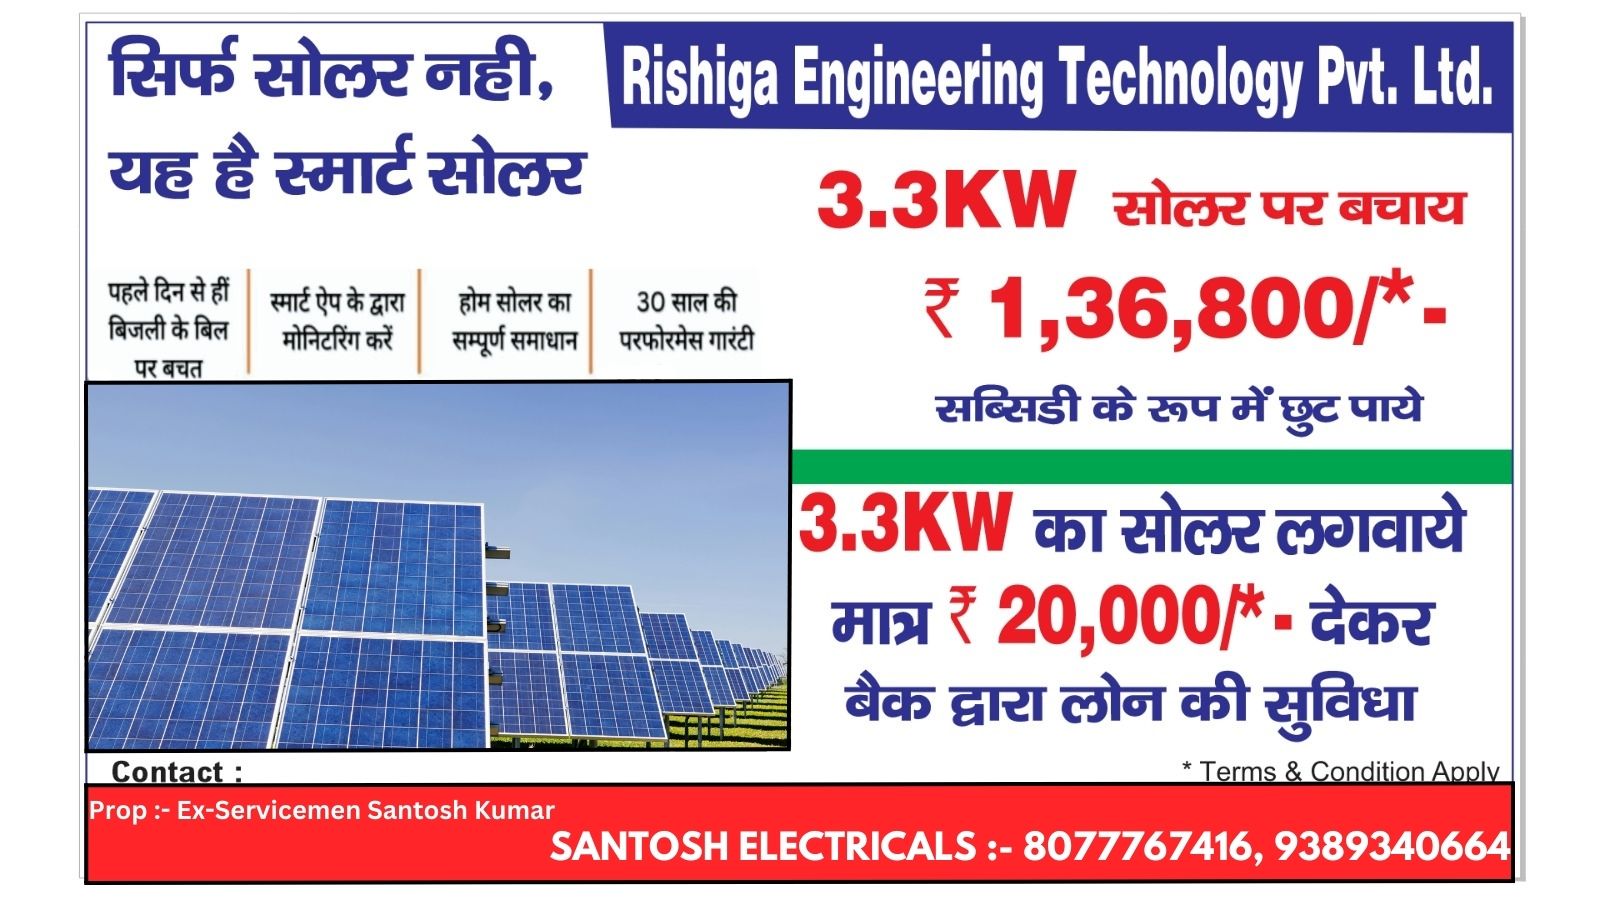 सिर्फ सोलर नही,
यह है स्मार्ट सोलर
Rishiga Engineering Technology Pvt. Ltd.
3.3KW सोलर पर बचाय
₹ 1,36,800/*-
सब्सिडी के रूप में छुट पाये
पहले दिन से हीं
बिजली के बिल
पर बचत
स्मार्ट ऐप के द्वारा
मोनिटरिंग करें
होम सोलर का
सम्पूर्ण समाधान
30 साल की
परफोरमेस गारंटी
3.3KW का सोलर लगवाये
मात्र ₹ 20,000/*- देकर
बैक द्वारा लोन की सुविधा
Contact :
* Terms & Condition Apply
Prop :- Ex-Servicemen Santosh Kumar
SANTOSH ELECTRICALS :- 8077767416, 9389340664